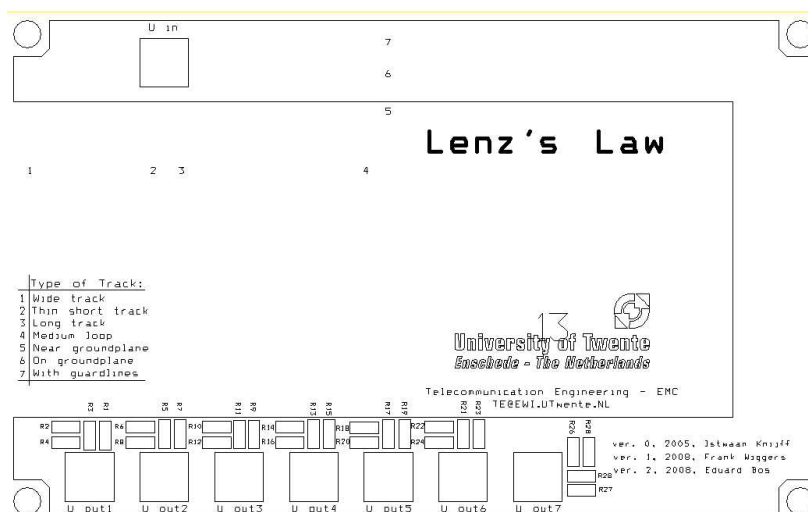 U in
7
6
5
Lenz's Law
1 2 3 4
Type of Track:
1 Wide track
2 Thin short track
3 Long track
4 Medium loop
5 Near groundplane
6 On groundplane
7 With guardlines
13
University of Twente
Enschede - The Netherlands
Telecommunication Engineering - EMC
TE@EWI.UTwente.NL
R3 R1 R5 R7 R11 R9 R13 R15 R17 R19 R21 R23
R2 R6 R10 R14 R18 R22
R4 R8 R12 R16 R20 R24
R26 R28
R28
R27
ver. 0, 2005, Istwaan Knijff
ver. 1, 2008, Frank Wiggers
ver. 2, 2008, Eduard Bos
U out1 U out2 U out3 U out4 U out5 U out6 U out7